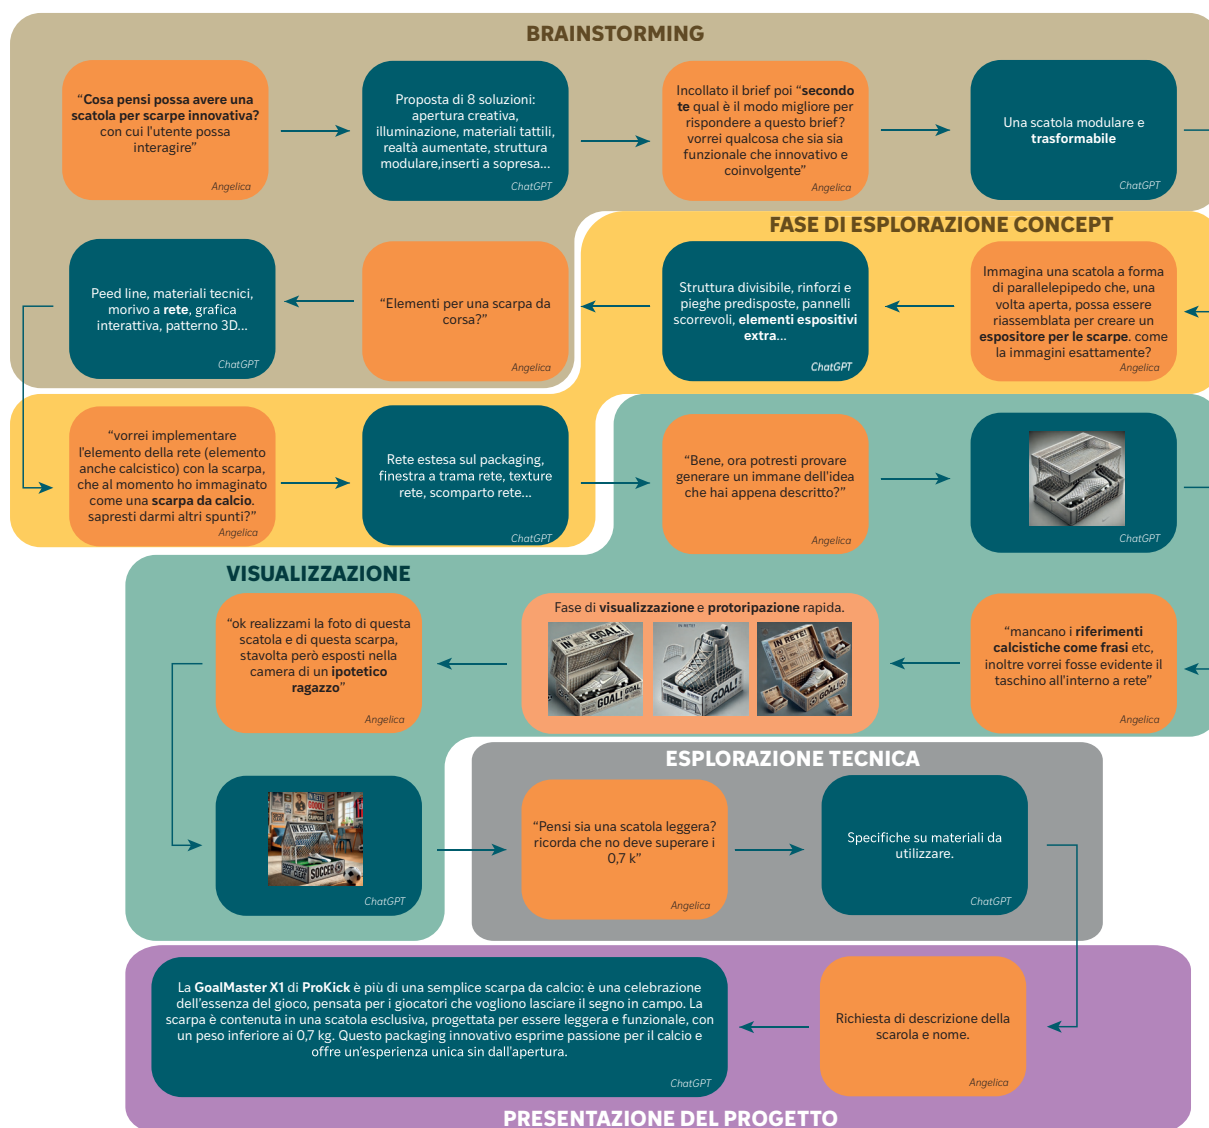 BRAINSTORMING
“Cosa pensi possa avere una
scatola per scarpe innovativa?
con cui l'utente possa
interagire”
Angelica
Proposta di 8 soluzioni:
apertura creativa,
illuminazione, materiali tattili,
realtà aumentate, struttura
modulare,inserti a sopresa...
ChatGPT
Incollato il brief poi “secondo
te qual è il modo migliore per
rispondere a questo brief?
vorrei qualcosa che sia sia
funzionale che innovativo e
coinvolgente”
Angelica
Una scatola modulare e
trasformabile
ChatGPT
FASE DI ESPLORAZIONE CONCEPT
Immagina una scatola a forma
di parallelepipedo che, una
volta aperta, possa essere
riassemblata per creare un
espositore per le scarpe. come
la immagini esattamente?
Angelica
Struttura divisibile, rinforzi e
pieghe predisposte, pannelli
scorrevoli, elementi espositivi
extra...
ChatGPT
“Elementi per una scarpa da
corsa?”
Angelica
Peed line, materiali tecnici,
morivo a rete, grafica
interattiva, patterno 3D...
ChatGPT
“vorrei implementare
l'elemento della rete (elemento
anche calcistico) con la scarpa,
che al momento ho immaginato
come una scarpa da calcio.
sapresti darmi altri spunti?”
Angelica
Rete estesa sul packaging,
finestra a trama rete, texture
rete, scomparto rete...
ChatGPT
“Bene, ora potresti provare
generare un immane dell'idea
che hai appena descritto?”
Angelica
ChatGPT
VISUALIZZAZIONE
“mancano i riferimenti
calcistiche come frasi etc,
inoltre vorrei fosse evidente il
taschino all'interno a rete”
Angelica
Fase di visualizzazione e protoripazione rapida.
IN GOAL!
GOAL! GOAL
IN RETE!
GOAL!
IN RETE!
GOAL!
“ok realizzami la foto di questa
scatola e di questa scarpa,
stavolta però esposti nella
camera di un ipotetico
ragazzo”
Angelica
IN RETE!
SOCCER
ChatGPT
ESPLORAZIONE TECNICA
“Pensi sia una scatola leggera?
ricorda che no deve superare i
0,7 k”
Angelica
Specifiche su materiali da
utilizzare.
ChatGPT
Richiesta di descrizione della
scarola e nome.
Angelica
La GoalMaster X1 di ProKick è più di una semplice scarpa da calcio: è una celebrazione
dell'essenza del gioco, pensata per i giocatori che vogliono lasciare il segno in campo. La
scarpa è contenuta in una scatola esclusiva, progettata per essere leggera e funzionale, con
un peso inferiore ai 0,7 kg. Questo packaging innovativo esprime passione per il calcio e
offre un'esperienza unica sin dall'apertura.
ChatGPT
PRESENTAZIONE DEL PROGETTO